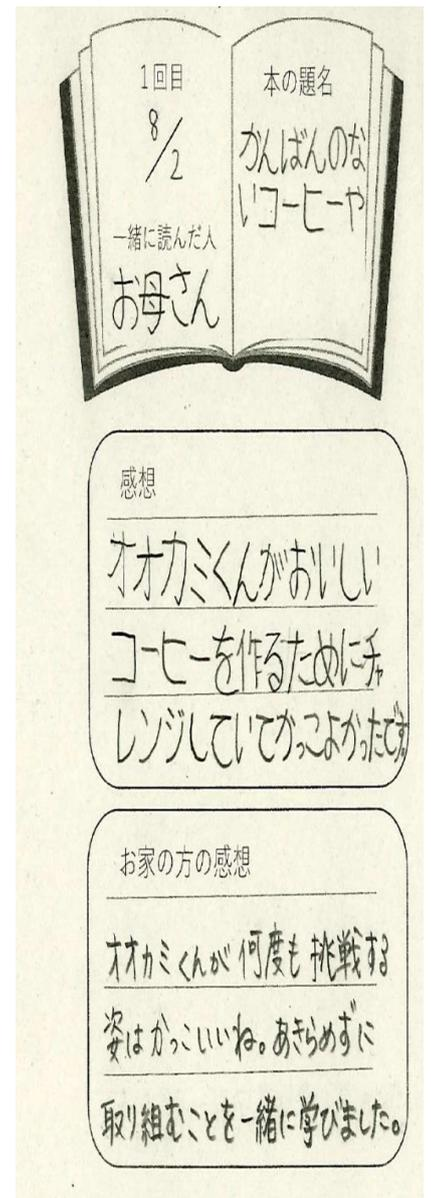 1回目
8/2
一緒に読んだ人
お母さん
本の題名
かんばんのな
いコーヒーや
感想
オオカミくんがおいしい
コーヒーを作るためにチャ
レンジしていてかっこよかったです。
お家の方の感想
オオカミくんが何度も挑戦する
姿はかっこいいね。あきらめずに
取り組むことを一緒に学びました。